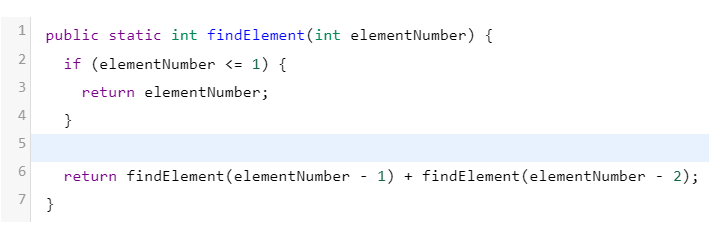 1 public static int findElement(int elementNumber) {
2 if (elementNumber <= 1) {
3 return elementNumber;
4 }
5
6 return findElement(elementNumber - 1) + findElement(elementNumber - 2);
7 }